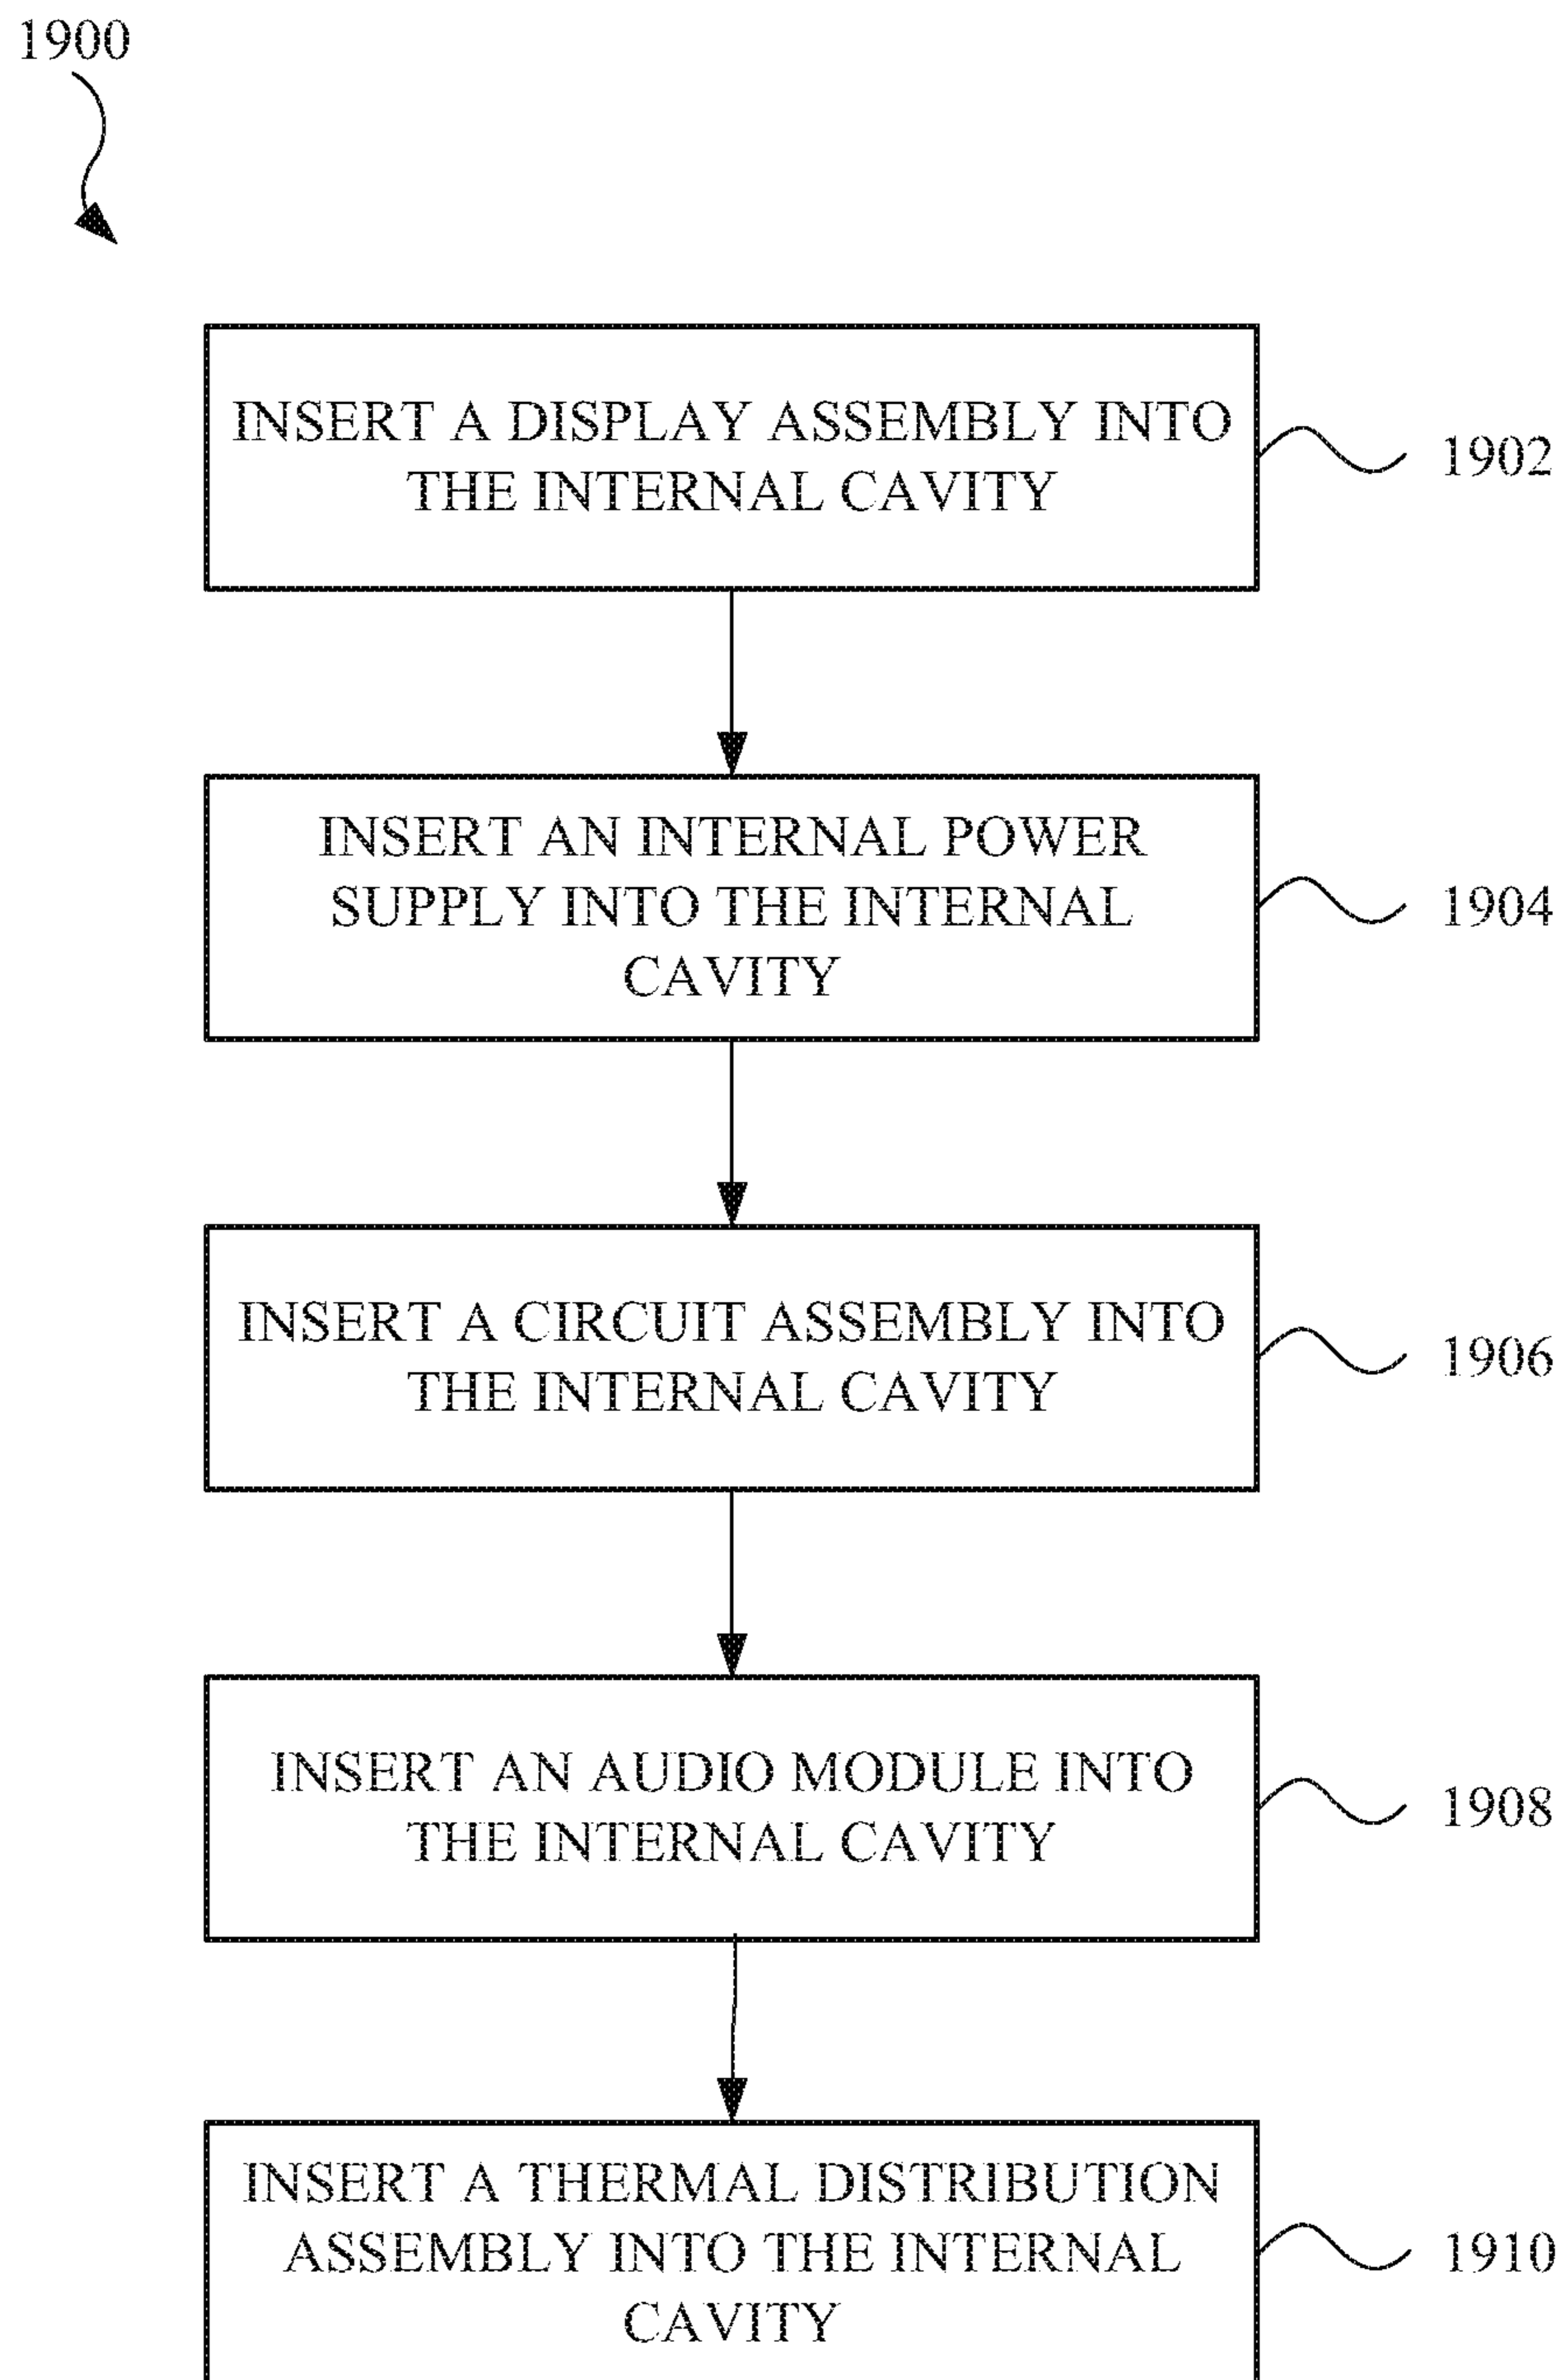 1900
INSERT A DISPLAY ASSEMBLY INTO
THE INTERNAL CAVITY
1902
INSERT AN INTERNAL POWER
SUPPLY INTO THE INTERNAL
CAVITY
1904
INSERT A CIRCUIT ASSEMBLY INTO
THE INTERNAL CAVITY
1906
INSERT AN AUDIO MODULE INTO
THE INTERNAL CAVITY
1908
INSERT A THERMAL DISTRIBUTION
ASSEMBLY INTO THE INTERNAL
CAVITY
1910